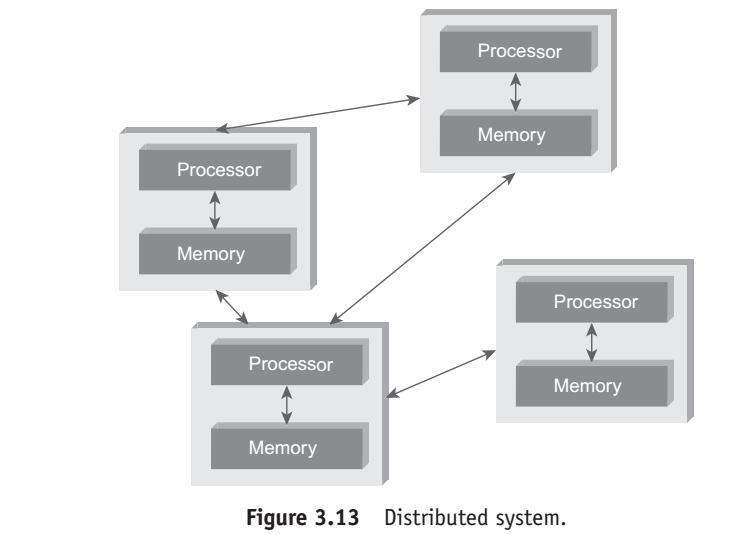 Processor
Memory
Processor
Memory
Processor
Memory
Processor
Memory
Figure 3.13 Distributed system.